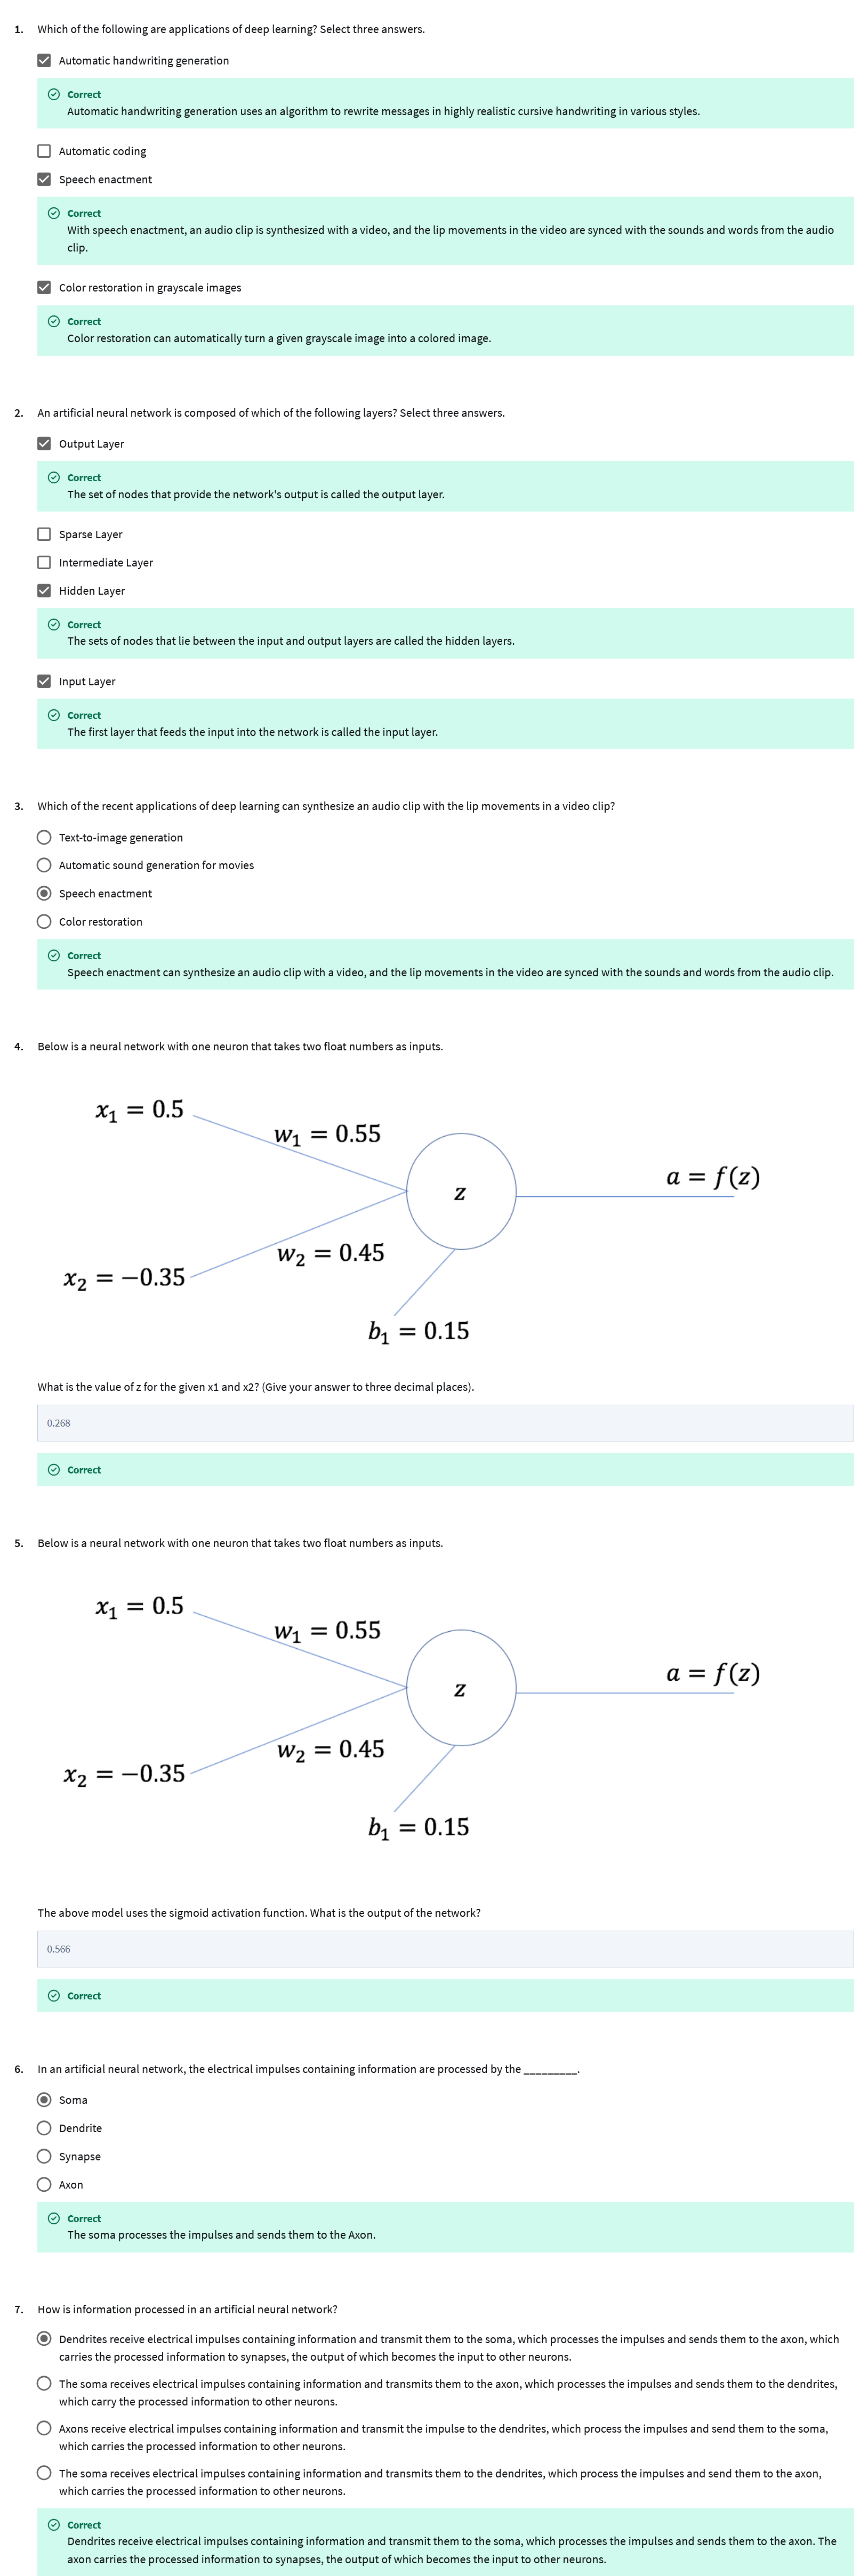 1. Which of the following are applications of deep learning? Select three answers.
Automatic handwriting generation
Correct
Automatic handwriting generation uses an algorithm to rewrite messages in highly realistic cursive handwriting in various styles.
Automatic coding
Speech enactment
Correct
With speech enactment, an audio clip is synthesized with a video, and the lip movements in the video are synced with the sounds and words from the audio
clip.
Color restoration in grayscale images
Correct
Color restoration can automatically turn a given grayscale image into a colored image.
2. An artificial neural network is composed of which of the following layers? Select three answers.
Output Layer
Correct
The set of nodes that provide the network's output is called the output layer.
Sparse Layer
Intermediate Layer
Hidden Layer
Correct
The sets of nodes that lie between the input and output layers are called the hidden layers.
Input Layer
Correct
The first layer that feeds the input into the network is called the input layer.
3. Which of the recent applications of deep learning can synthesize an audio clip with the lip movements in a video clip?
Text-to-image generation
Automatic sound generation for movies
Speech enactment
Color restoration
Correct
Speech enactment can synthesize an audio clip with a video, and the lip movements in the video are synced with the sounds and words from the audio clip.
4. Below is a neural network with one neuron that takes two float numbers as inputs.
x₁ = 0.5
w₁ = 0.55
a = f(z)
z
w₂ = 0.45
x₂ = −0.35
b₁ = 0.15
What is the value of z for the given x1 and x2? (Give your answer to three decimal places).
0.268
Correct
5. Below is a neural network with one neuron that takes two float numbers as inputs.
x₁ = 0.5
w₁ = 0.55
a = f(z)
z
w₂ = 0.45
x₂ = −0.35
b₁ = 0.15
The above model uses the sigmoid activation function. What is the output of the network?
0.566
Correct
6. In an artificial neural network, the electrical impulses containing information are processed by the _________.
Soma
Dendrite
Synapse
Axon
Correct
The soma processes the impulses and sends them to the Axon.
7. How is information processed in an artificial neural network?
Dendrites receive electrical impulses containing information and transmit them to the soma, which processes the impulses and sends them to the axon, which
carries the processed information to synapses, the output of which becomes the input to other neurons.
The soma receives electrical impulses containing information and transmits them to the axon, which processes the impulses and sends them to the dendrites,
which carry the processed information to other neurons.
Axons receive electrical impulses containing information and transmit the impulse to the dendrites, which process the impulses and send them to the soma,
which carries the processed information to other neurons.
The soma receives electrical impulses containing information and transmits them to the dendrites, which process the impulses and send them to the axon,
which carries the processed information to other neurons.
Correct
Dendrites receive electrical impulses containing information and transmit them to the soma, which processes the impulses and sends them to the axon. The
axon carries the processed information to synapses, the output of which becomes the input to other neurons.